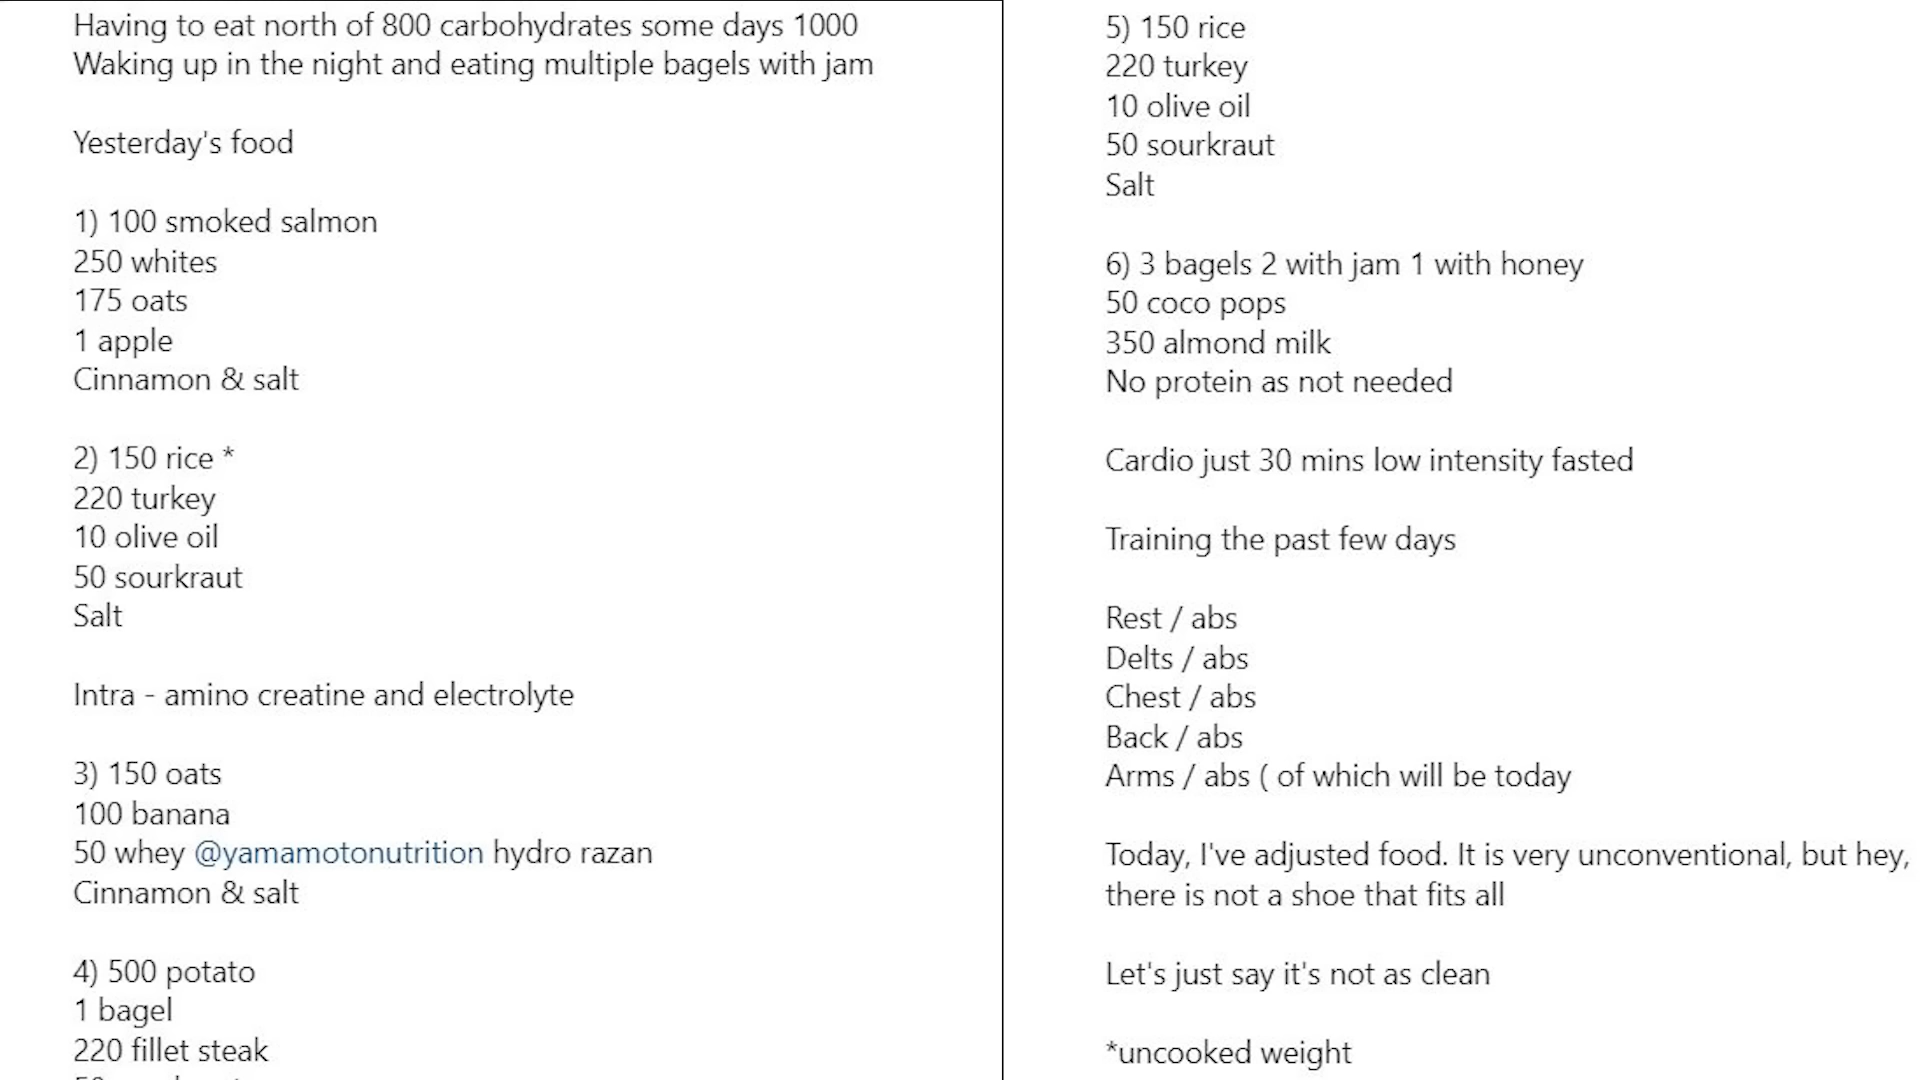 Having to eat north of 800 carbohydrates some days 1000
Waking up in the night and eating multiple bagels with jam
Yesterday's food
1) 100 smoked salmon
250 whites
175 oats
1 apple
Cinnamon & salt
2) 150 rice *
220 turkey
10 olive oil
50 sourkraut
Salt
Intra - amino creatine and electrolyte
3) 150 oats
100 banana
50 whey @yamamotonutrition hydro razan
Cinnamon & salt
4) 500 potato
1 bagel
220 fillet steak
5) 150 rice
220 turkey
10 olive oil
50 sourkraut
Salt
6) 3 bagels 2 with jam 1 with honey
50 coco pops
350 almond milk
No protein as not needed
Cardio just 30 mins low intensity fasted
Training the past few days
Rest / abs
Delts / abs
Chest / abs
Back / abs
Arms / abs ( of which will be today
Today, I've adjusted food. It is very unconventional, but hey,
there is not a shoe that fits all
Let's just say it's not as clean
*uncooked weight